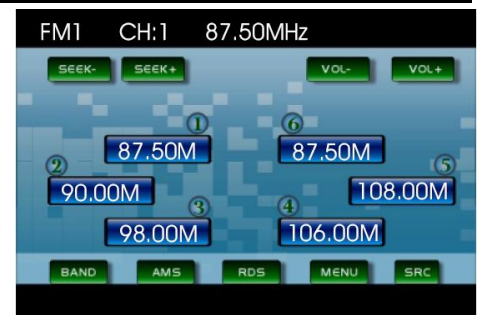 FM1 CH:1 87.50MHz
SEEK- SEEK+ VOL- VOL+
1 6
87.50M 87.50M
2 5
90.00M 108.00M
3 4
98.00M 106.00M
BAND AMS RDS MENU SRC